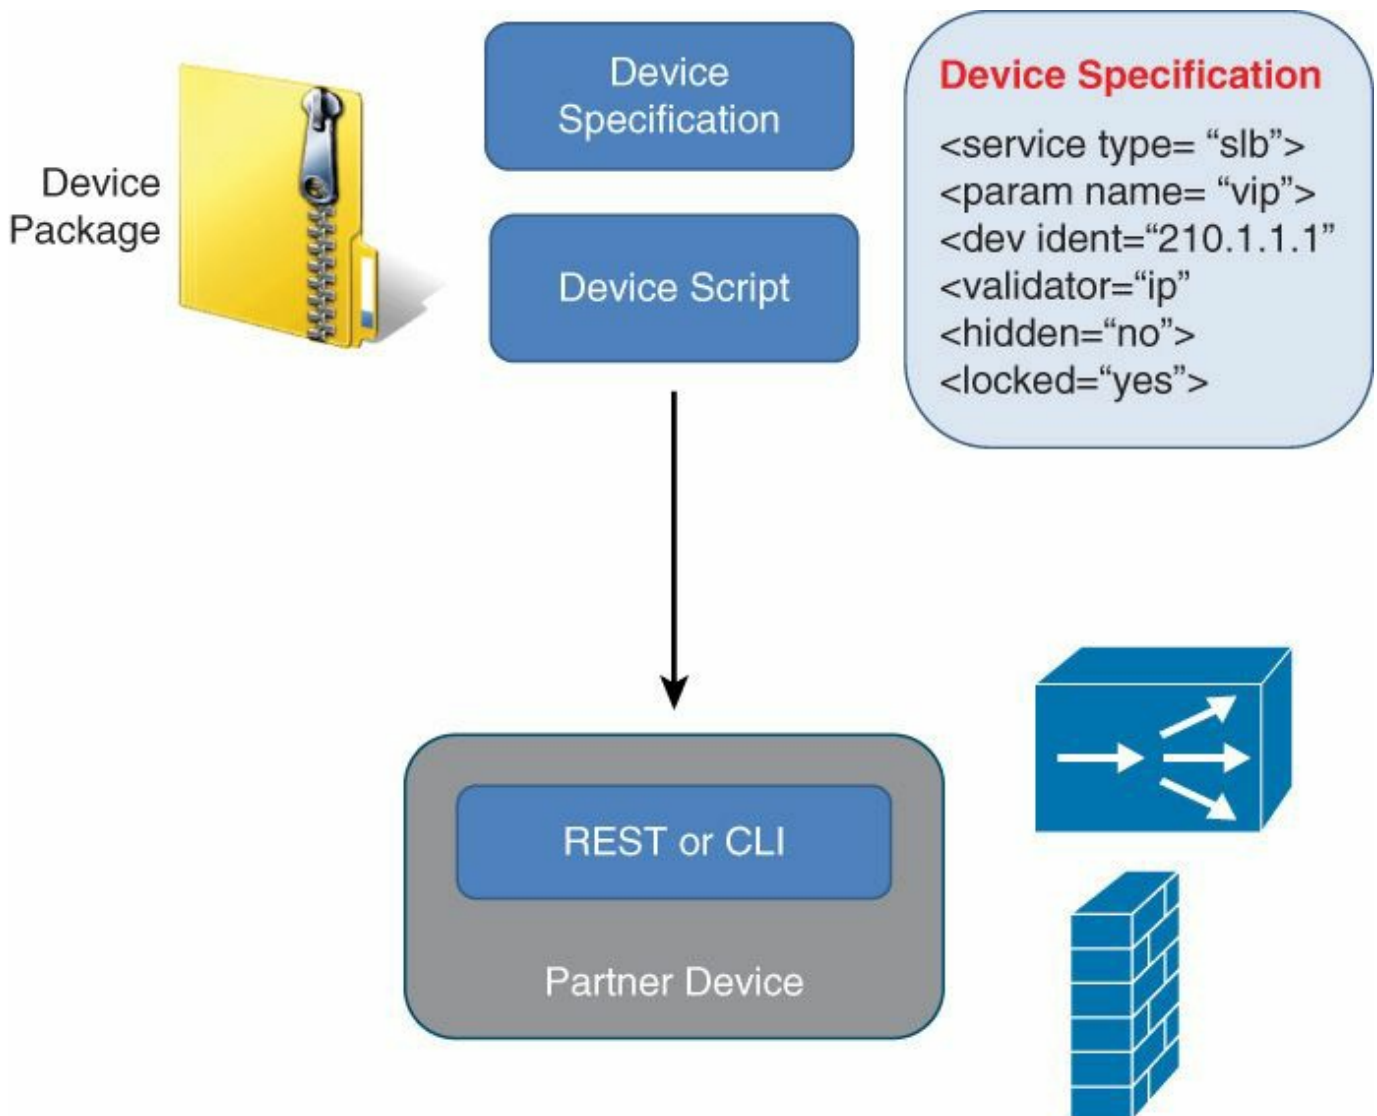 Device
Package
Device
Specification
Device Script
Device Specification
<service type= “slb”>
<param name= “vip”>
<dev ident=“210.1.1.1”
<validator=“ip”
<hidden=“no”>
<locked=“yes”>
REST or CLI
Partner Device